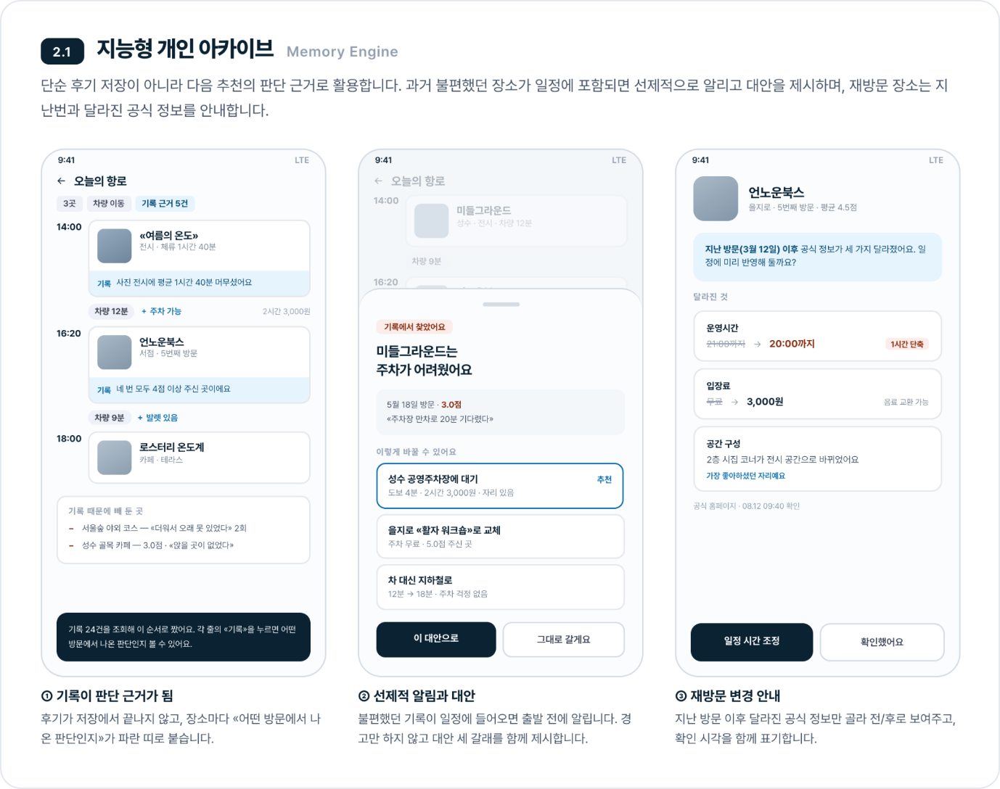 2.1 지능형 개인 아카이브 Memory Engine
단순 후기 저장이 아니라 다음 추천의 판단 근거로 활용합니다. 과거 불편했던 장소가 일정에 포함되면 선제적으로 알리고 대안을 제시하며, 재방문 장소는 지
난번과 달라진 공식 정보를 안내합니다.
9:41 LTE
← 오늘의 항로
3곳 차량 이동 기록 근거 5건
14:00
«여름의 온도»
전시 · 체류 1시간 40분
기록 사진 전시에 평균 1시간 40분 머무셨어요
차량 12분 + 주차 가능 2시간 3,000원
16:20
언노운북스
서점 · 5번째 방문
기록 네 번 모두 4점 이상 주신 곳이에요
차량 9분 + 발렛 있음
18:00
로스터리 온도계
카페 · 테라스
기록 때문에 빼 둔 곳
– 서울숲 야외 코스 — «더워서 오래 못 있었다» 2회
– 성수 골목 카페 — 3.0점 · «앉을 곳이 없었다»
기록 24건을 조회해 이 순서로 짰어요. 각 줄의 «기록»을 누르면 어떤
방문에서 나온 판단인지 볼 수 있어요.
① 기록이 판단 근거가 됨
후기가 저장에서 끝나지 않고, 장소마다 «어떤 방문에서 나
온 판단인지»가 파란 띠로 붙습니다.
9:41 LTE
← 오늘의 항로
14:00
미들그라운드
성수 · 전시 · 차량 12분
차량 9분
16:20
기록에서 찾았어요
미들그라운드는
주차가 어려웠어요
5월 18일 방문 · 3.0점
«주차장 만차로 20분 기다렸다»
이렇게 바꿀 수 있어요
성수 공영주차장에 대기 추천
도보 4분 · 2시간 3,000원 · 자리 있음
을지로 «활자 워크숍»로 교체
주차 무료 · 5.0점 주신 곳
차 대신 지하철로
12분 → 18분 · 주차 걱정 없음
이 대안으로 그대로 갈게요
② 선제적 알림과 대안
불편했던 기록이 일정에 들어오면 출발 전에 알립니다. 경
고만 하지 않고 대안 세 갈래를 함께 제시합니다.
9:41 LTE
언노운북스
을지로 · 5번째 방문 · 평균 4.5점
지난 방문(3월 12일) 이후 공식 정보가 세 가지 달라졌어요. 일
정에 미리 반영해 둘까요?
달라진 것
운영시간
21:00까지 → 20:00까지 1시간 단축
입장료
무료 → 3,000원 음료 교환 가능
공간 구성
2층 시집 코너가 전시 공간으로 바뀌었어요
가장 좋아하셨던 자리예요
공식 홈페이지 · 08.12 09:40 확인
일정 시간 조정 확인했어요
③ 재방문 변경 안내
지난 방문 이후 달라진 공식 정보만 골라 전/후로 보여주고,
확인 시각을 함께 표기합니다.